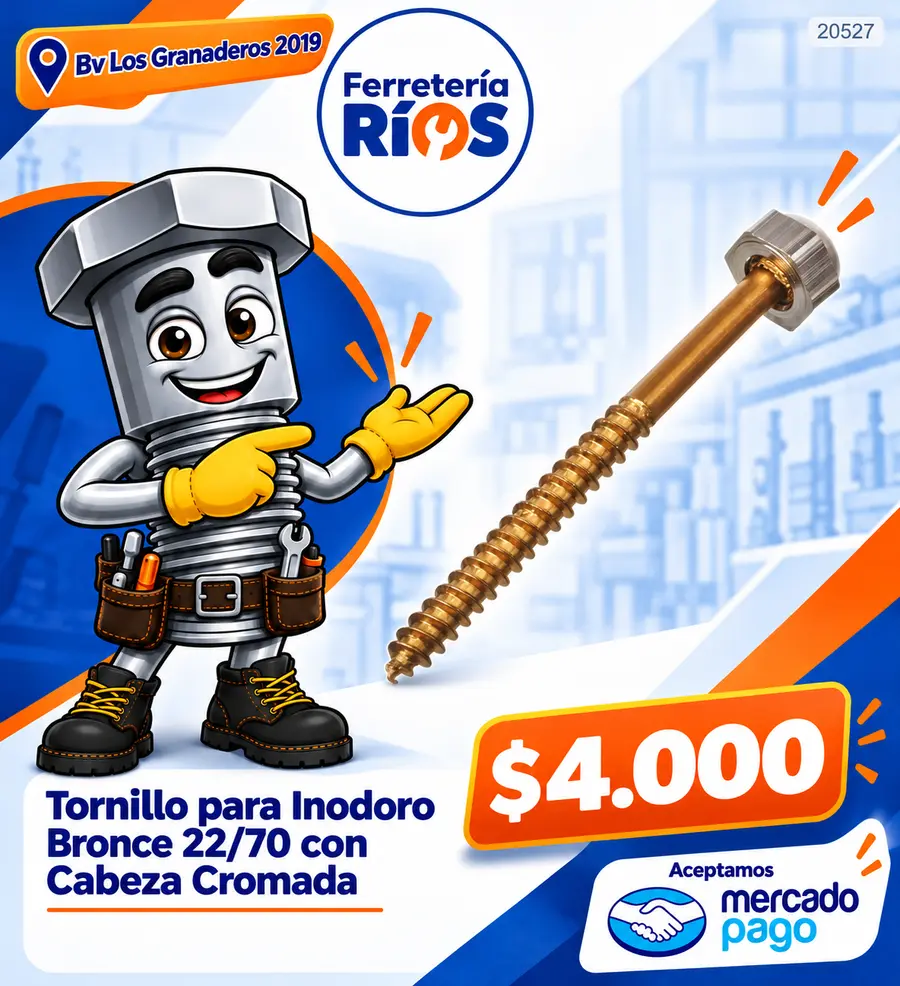 Bv Los Granaderos 2019
Ferretería
Ríos
20527
$4.000
Tornillo para Inodoro
Bronce 22/70 con
Cabeza Cromada
Aceptamos
mercado
pago